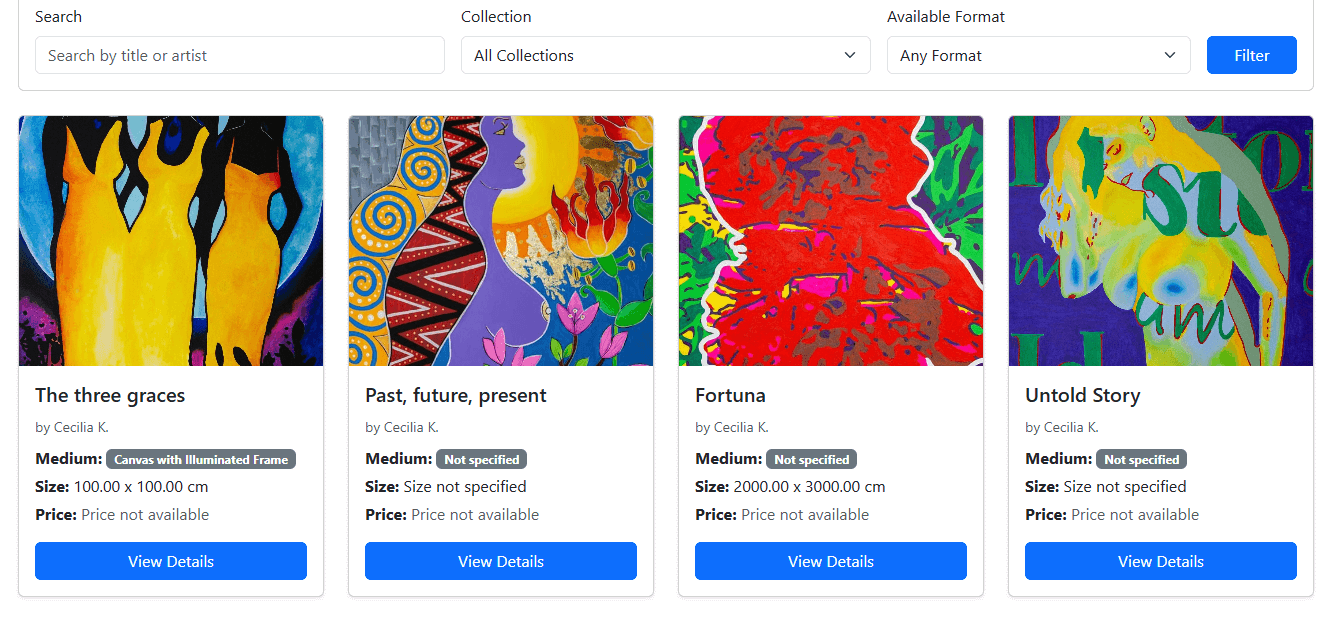 Search Collection Available Format
Search by title or artist All Collections Any Format Filter
su
am
The three graces
by Cecilia K.
Medium: Canvas with Illuminated Frame
Size: 100.00 x 100.00 cm
Price: Price not available
View Details
Past, future, present
by Cecilia K.
Medium: Not specified
Size: Size not specified
Price: Price not available
View Details
Fortuna
by Cecilia K.
Medium: Not specified
Size: 2000.00 x 3000.00 cm
Price: Price not available
View Details
Untold Story
by Cecilia K.
Medium: Not specified
Size: Size not specified
Price: Price not available
View Details